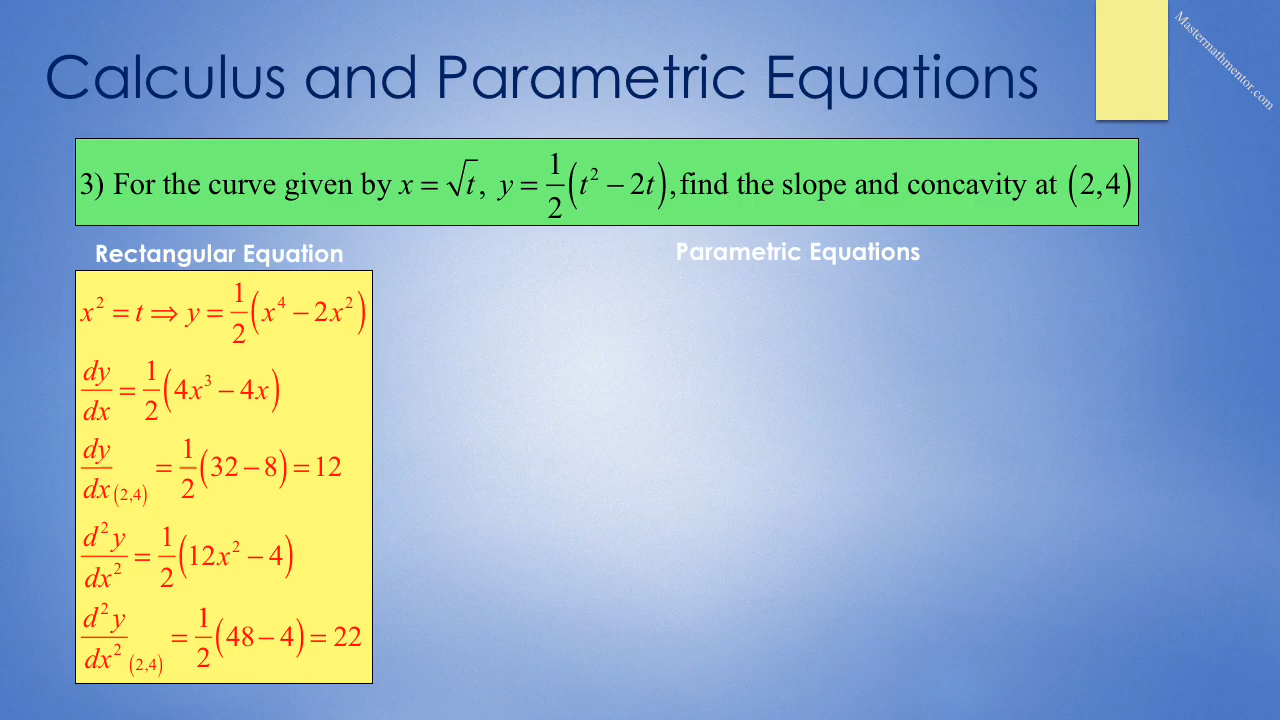 Calculus and Parametric Equations
Mastermathmentor.com
3) For the curve given by x = √t, y = 1/2(t² − 2t), find the slope and concavity at (2,4)
Rectangular Equation
Parametric Equations
x² = t ⇒ y = 1/2(x⁴ − 2x²)
dy/dx = 1/2(4x³ − 4x)
dy/dx (2,4) = 1/2(32 − 8) = 12
d²y/dx² = 1/2(12x² − 4)
d²y/dx² (2,4) = 1/2(48 − 4) = 22